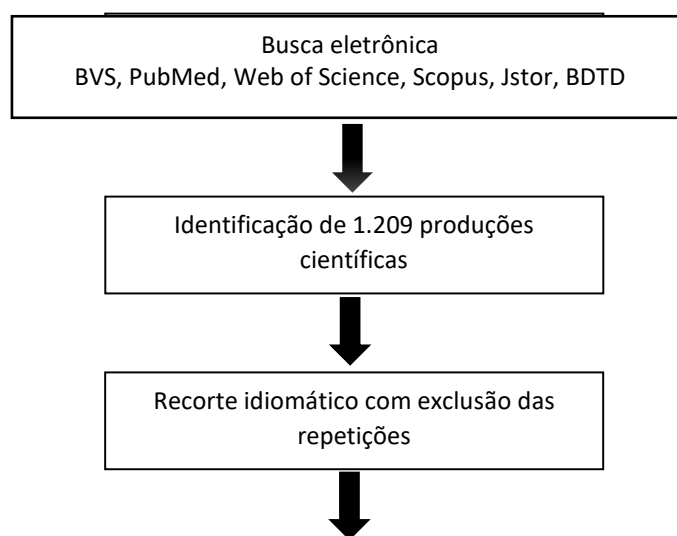 Busca eletrônica
BVS, PubMed, Web of Science, Scopus, Jstor, BDTD
Identificação de 1.209 produções
científicas
Recorte idiomático com exclusão das
repetições